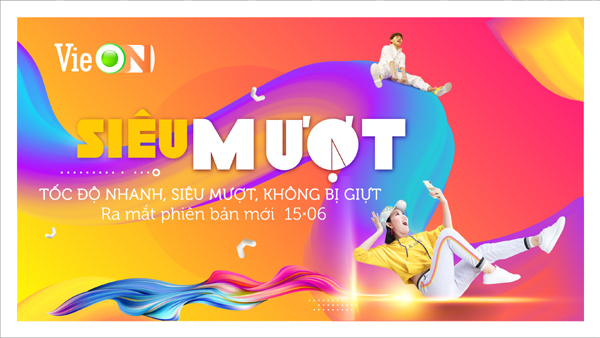 VieON
SIÊU MƯỢT
TỐC ĐỘ NHANH, SIÊU MƯỢT, KHÔNG BỊ GIỰT
Ra mắt phiên bản mới 15•06